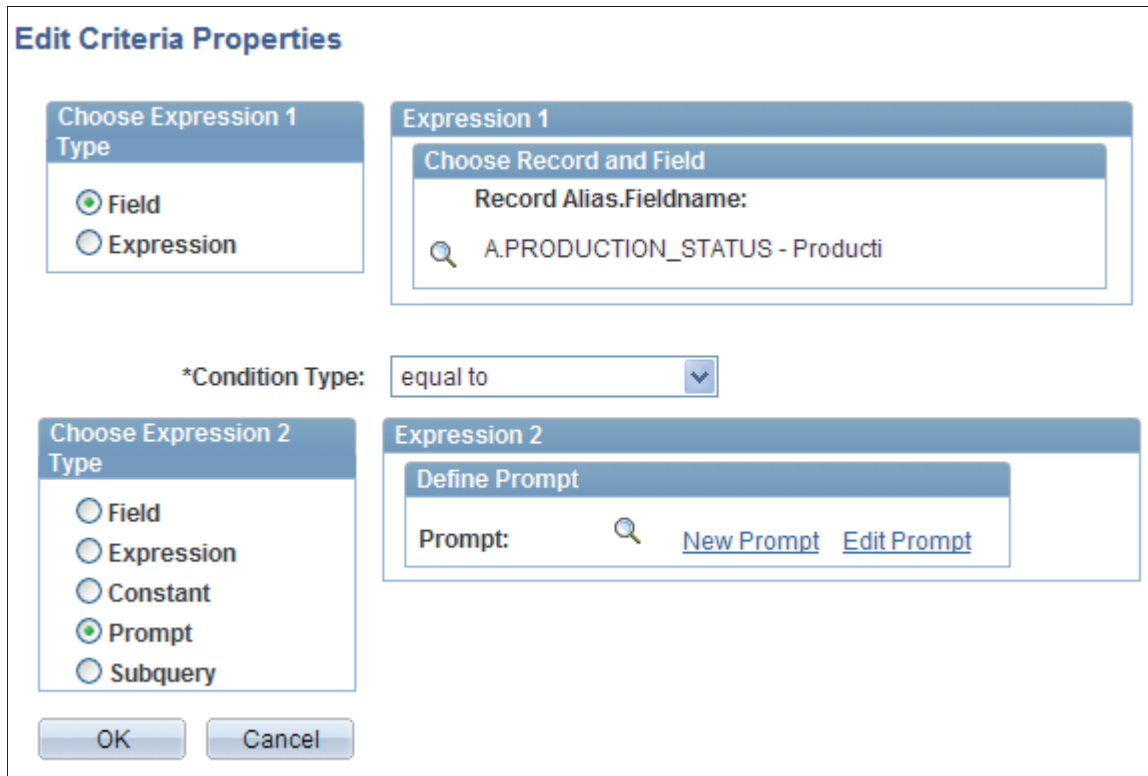 Edit Criteria Properties
Choose Expression 1
Type
Field
Expression
Expression 1
Choose Record and Field
Record Alias.Fieldname:
A.PRODUCTION_STATUS - Producti
*Condition Type:
equal to
Choose Expression 2
Type
Field
Expression
Constant
Prompt
Subquery
Expression 2
Define Prompt
Prompt: New Prompt Edit Prompt
OK Cancel